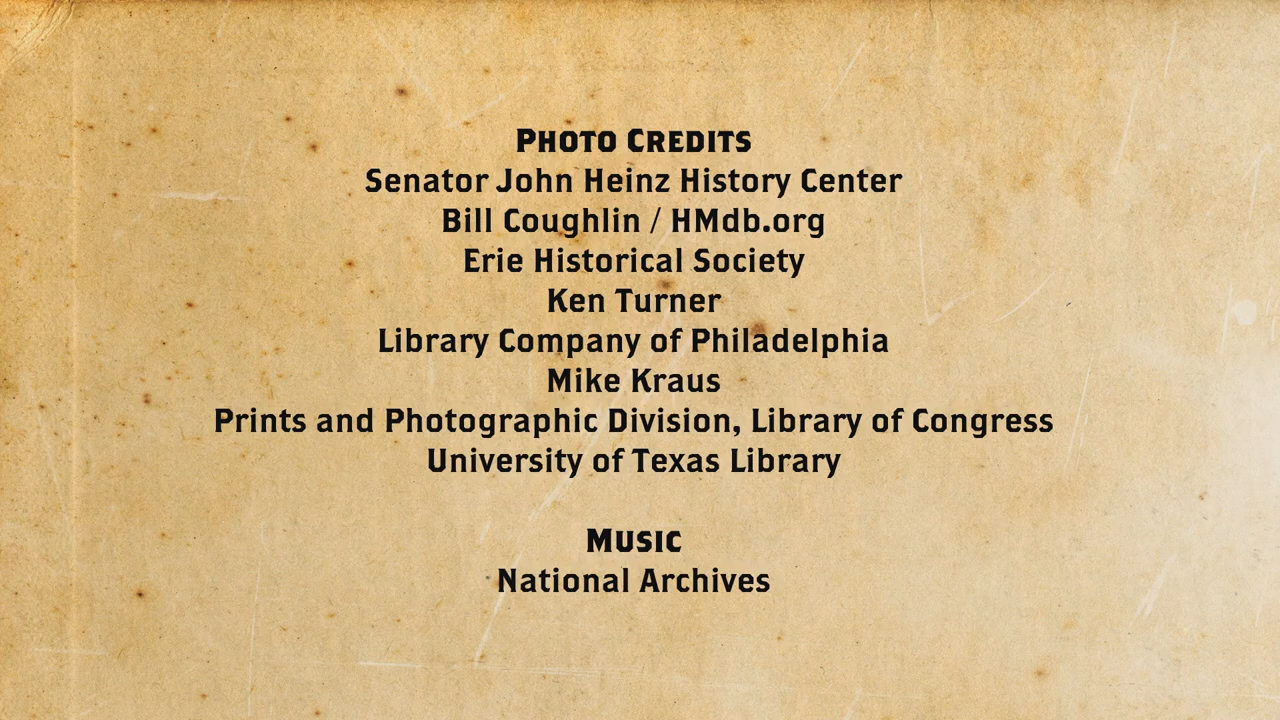 Photo Credits
Senator John Heinz History Center
Bill Coughlin / HMdb.org
Erie Historical Society
Ken Turner
Library Company of Philadelphia
Mike Kraus
Prints and Photographic Division, Library of Congress
University of Texas Library
Music
National Archives